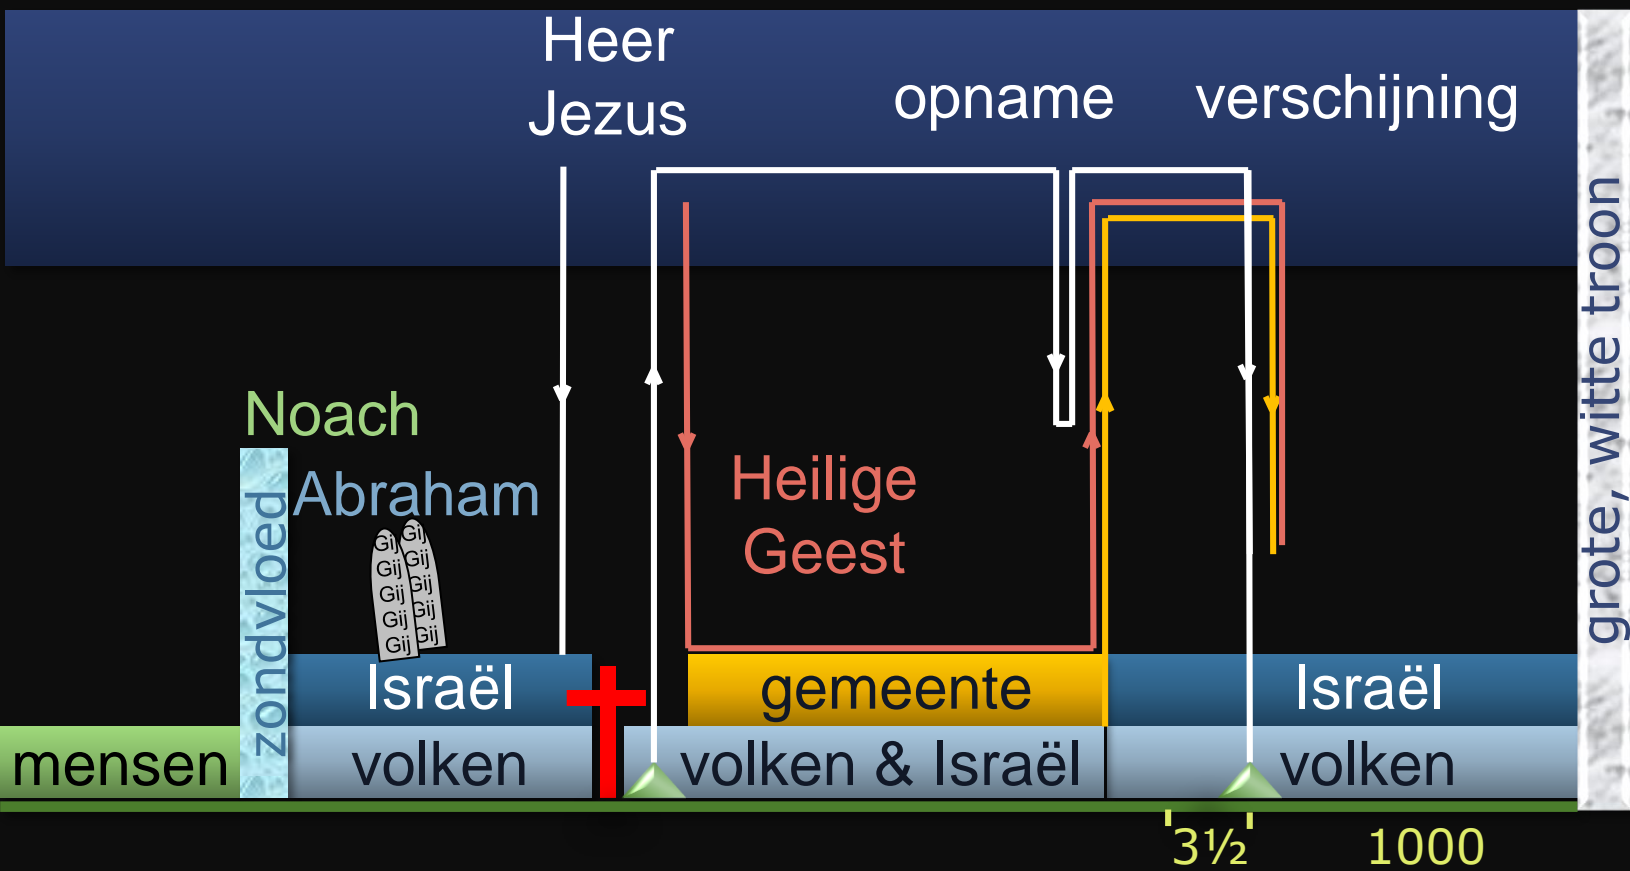 Heer
Jezus
opname
verschijning
grote, witte troon
Noach
Abraham
zondvloed
Gij
Gij
Gij
Gij
Gij
Gij
Gij
Gij
Gij
Gij
Heilige
Geest
Israël
gemeente
Israël
mensen
volken
volken & Israël
volken
3½
1000